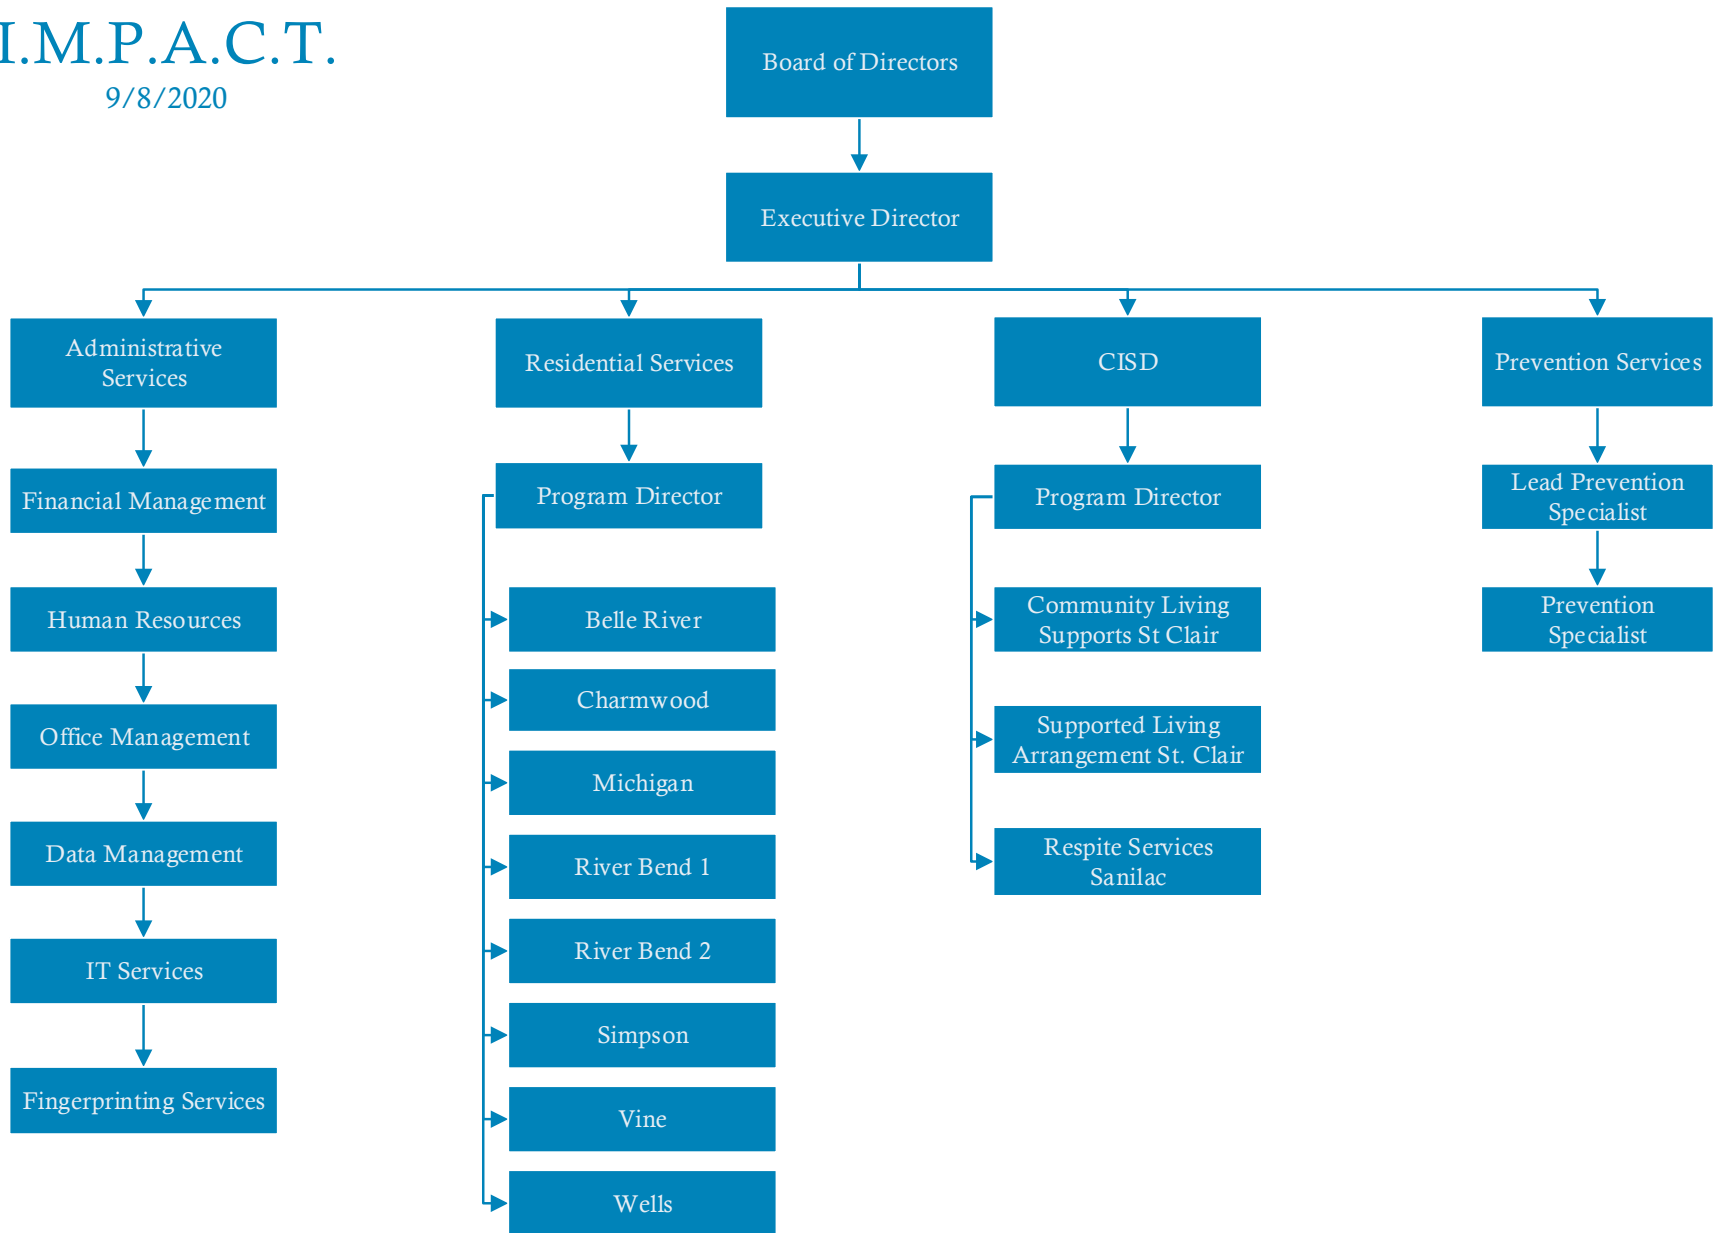 I.M.P.A.C.T.
9/8/2020
Board of Directors
Executive Director
Administrative
Services
Financial Management
Human Resources
Office Management
Data Management
IT Services
Fingerprinting Services
Residential Services
Program Director
Belle River
Charmwood
Michigan
River Bend 1
River Bend 2
Simpson
Vine
Wells
CISD
Program Director
Community Living
Supports St Clair
Supported Living
Arrangement St. Clair
Respite Services
Sanilac
Prevention Services
Lead Prevention
Specialist
Prevention
Specialist